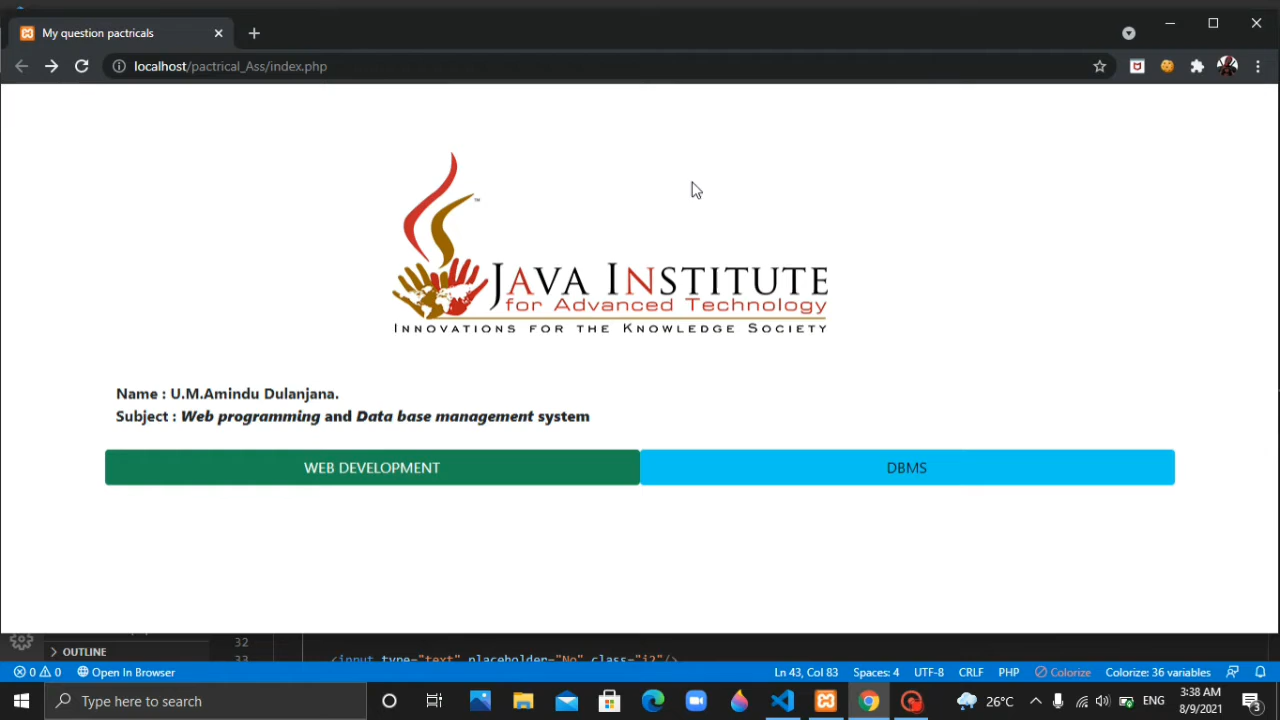 My question pactricals
localhost/pactrical_Ass/index.php
™
JAVA INSTITUTE
for Advanced Technology
INNOVATIONS FOR THE KNOWLEDGE SOCIETY
Name : U.M.Amindu Dulanjana.
Subject : Web programming and Data base management system
WEB DEVELOPMENT
DBMS
32
OUTLINE
33
<input type="text" placeholder="No" class="i2"/>
0 0
Open In Browser
Ln 43, Col 83
Spaces: 4
UTF-8
CRLF
PHP
Colorize
Colorize: 36 variables
Type here to search
26°C
ENG
3:38 AM
8/9/2021
3